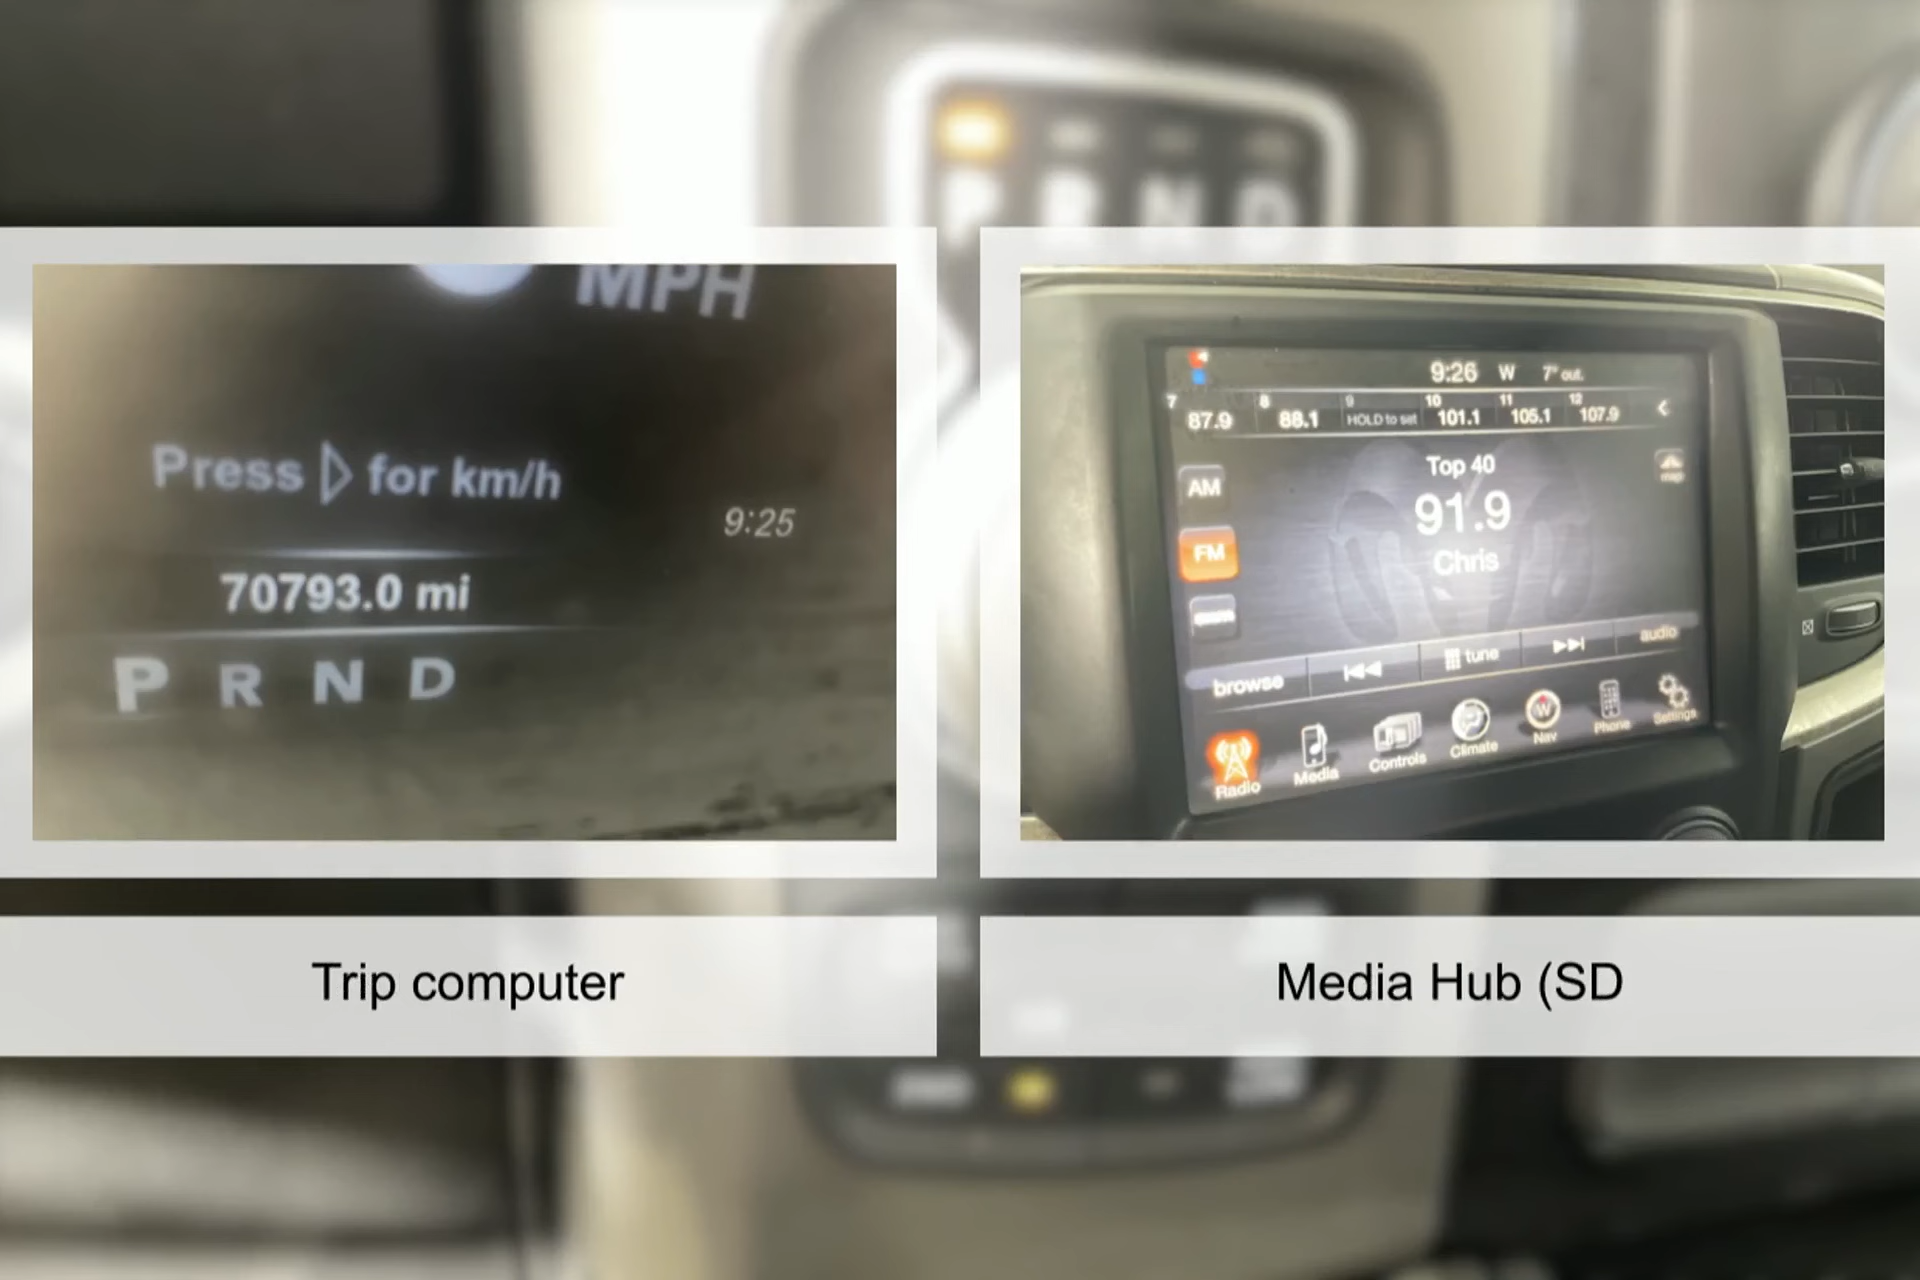 P R N D
MPH
Press ▷ for km/h
9:25
70793.0 mi
P R N D
9:26 W 7° out.
7 8 9 10 11 12
87.9 88.1 HOLD to set 101.1 105.1 107.9
Top 40
map
AM
91.9
FM
Chris
browse tune audio
Radio Media Controls Climate Nav Phone Settings
Trip computer
Media Hub (SD